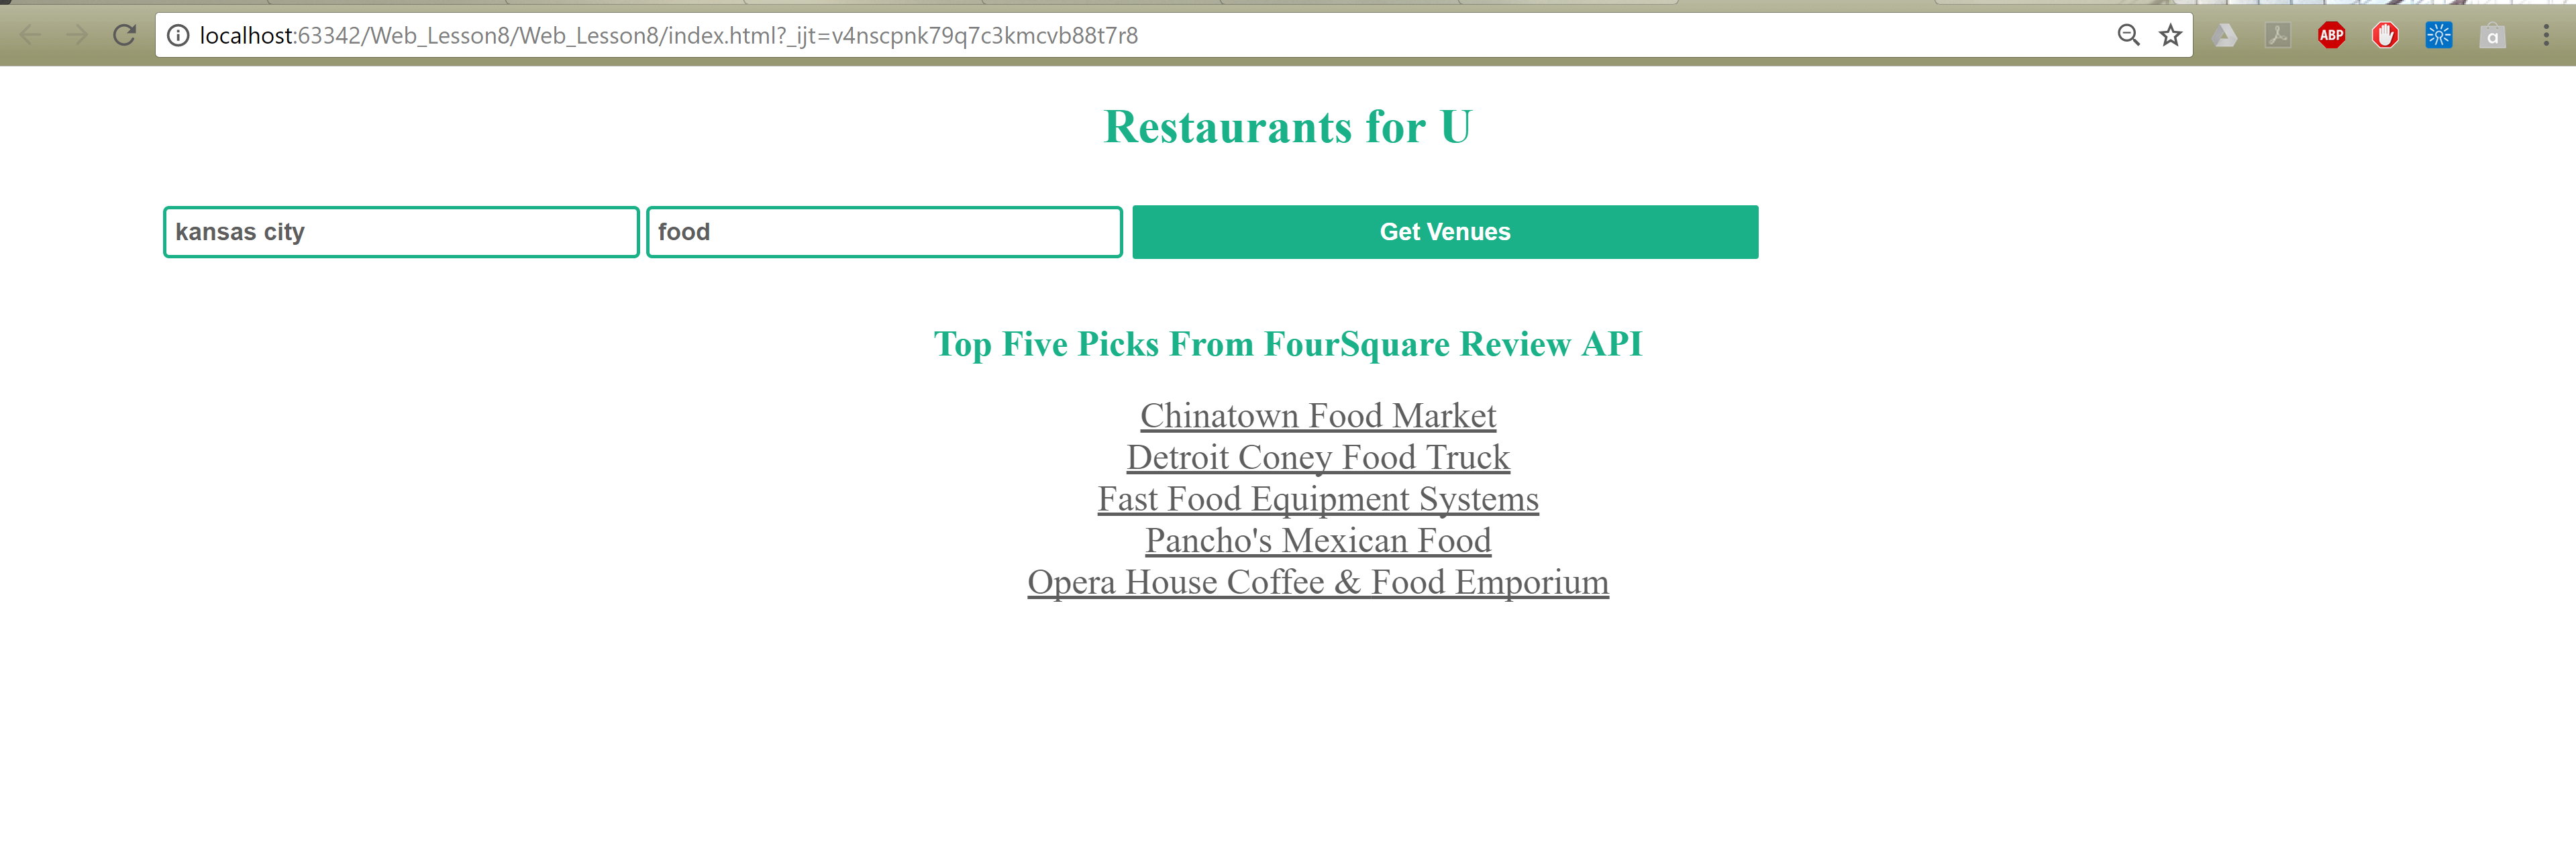 localhost:63342/Web_Lesson8/Web_Lesson8/index.html?_ijt=v4nscpnk79q7c3kmcvb88t7r8
ABP
a
Restaurants for U
kansas city food Get Venues
Top Five Picks From FourSquare Review API
Chinatown Food Market
Detroit Coney Food Truck
Fast Food Equipment Systems
Pancho's Mexican Food
Opera House Coffee & Food Emporium